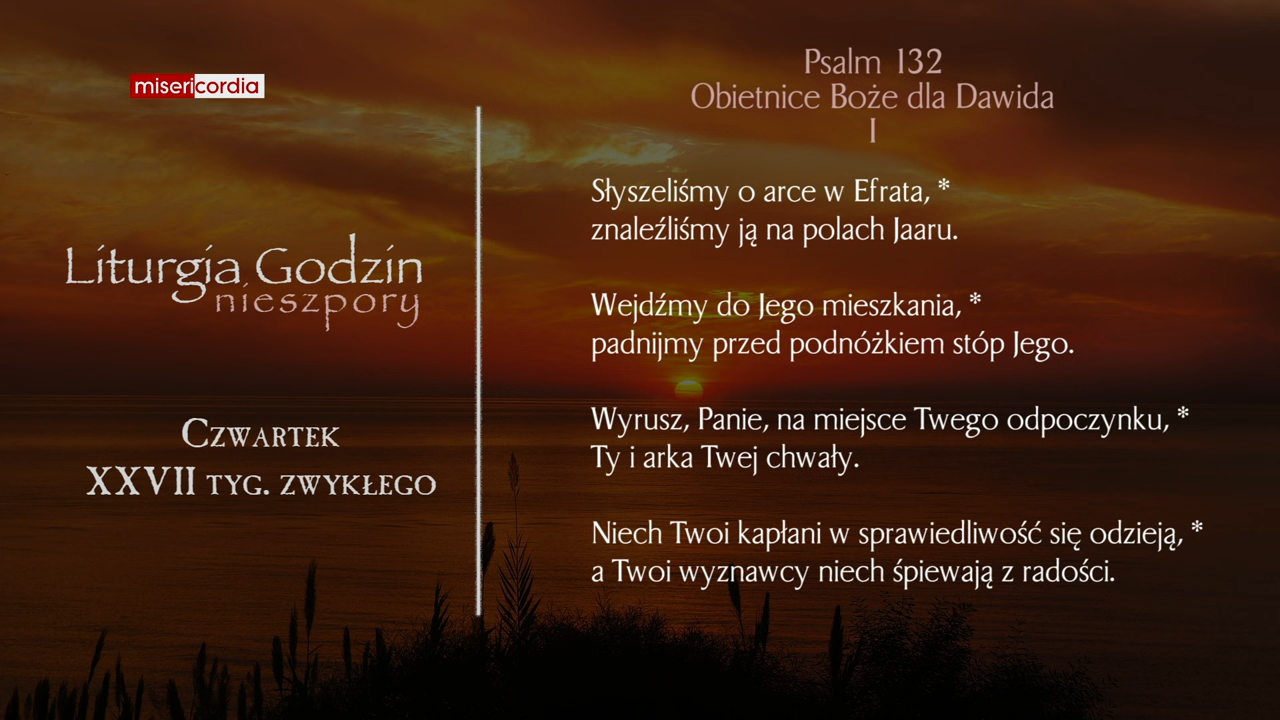 misericordia
Liturgia Godzin
nieszpory
Czwartek
XXVII tyg. zwykłego
Psalm 132
Obietnice Boże dla Dawida
I
Słyszeliśmy o arce w Efrata, *
znaleźliśmy ją na polach Jaaru.
Wejdźmy do Jego mieszkania, *
padnijmy przed podnóżkiem stóp Jego.
Wyrusz, Panie, na miejsce Twego odpoczynku, *
Ty i arka Twej chwały.
Niech Twoi kapłani w sprawiedliwość się odzieją, *
a Twoi wyznawcy niech śpiewają z radości.